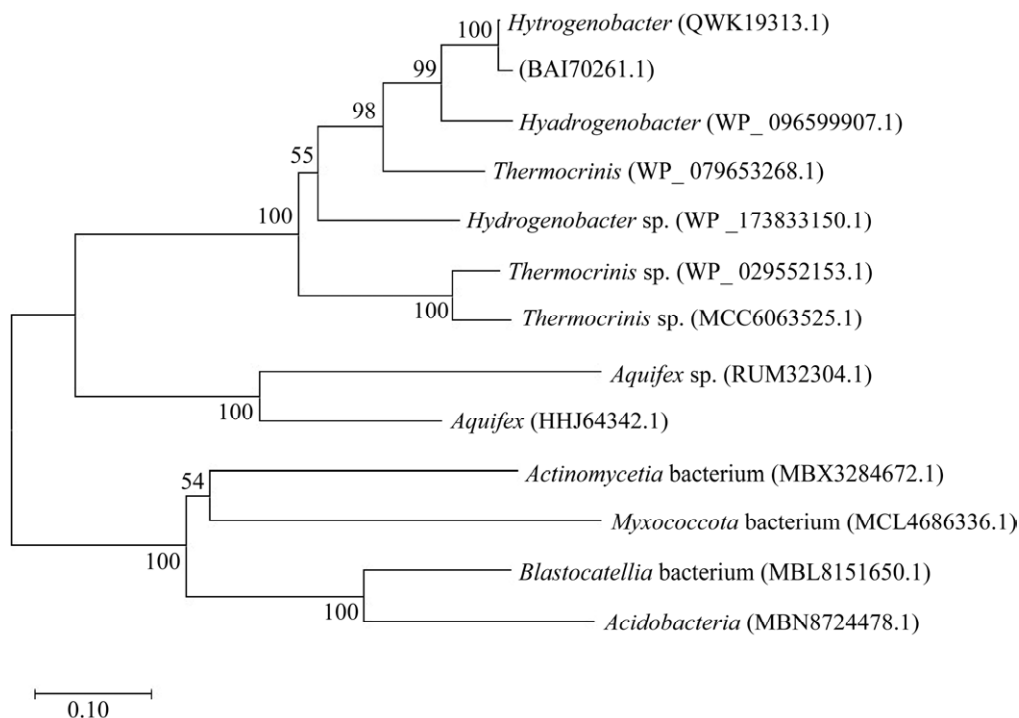 Hytrogenobacter (QWK19313.1)
100
(BAI70261.1)
99
98
Hyadrogenobacter (WP_ 096599907.1)
55
Thermocrinis (WP_ 079653268.1)
100
Hydrogenobacter sp. (WP _173833150.1)
Thermocrinis sp. (WP_ 029552153.1)
100
Thermocrinis sp. (MCC6063525.1)
Aquifex sp. (RUM32304.1)
100
Aquifex (HHJ64342.1)
54
Actinomycetia bacterium (MBX3284672.1)
Myxococcota bacterium (MCL4686336.1)
100
Blastocatellia bacterium (MBL8151650.1)
100
Acidobacteria (MBN8724478.1)
0.10